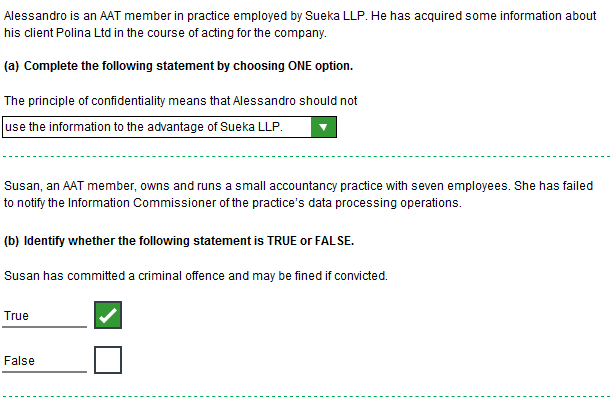 Alessandro is an AAT member in practice employed by Sueka LLP. He has acquired some information about
his client Polina Ltd in the course of acting for the company.
(a) Complete the following statement by choosing ONE option.
The principle of confidentiality means that Alessandro should not
use the information to the advantage of Sueka LLP.
Susan, an AAT member, owns and runs a small accountancy practice with seven employees. She has failed
to notify the Information Commissioner of the practice's data processing operations.
(b) Identify whether the following statement is TRUE or FALSE.
Susan has committed a criminal offence and may be fined if convicted.
True
False